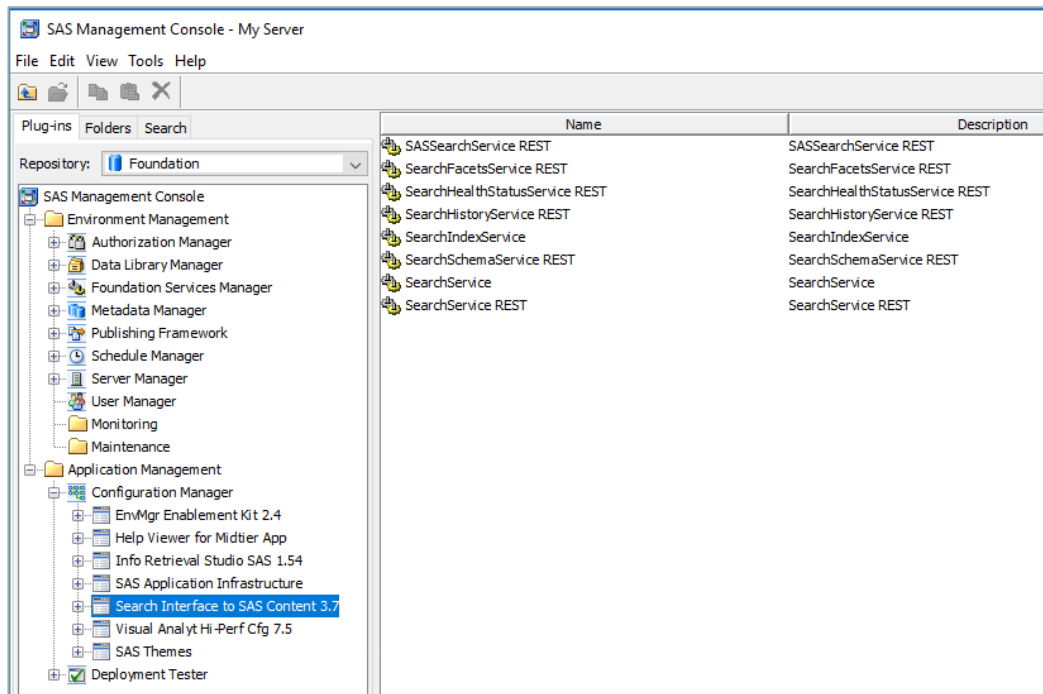 SAS Management Console - My Server
File Edit View Tools Help
Plug-ins Folders Search
Repository: Foundation
SAS Management Console
Environment Management
Authorization Manager
Data Library Manager
Foundation Services Manager
Metadata Manager
Publishing Framework
Schedule Manager
Server Manager
User Manager
Monitoring
Maintenance
Application Management
Configuration Manager
EnvMgr Enablement Kit 2.4
Help Viewer for Midtier App
Info Retrieval Studio SAS 1.54
SAS Application Infrastructure
Search Interface to SAS Content 3.7
Visual Analyt Hi-Perf Cfg 7.5
SAS Themes
Deployment Tester
Name Description
SASSearchService REST SASSearchService REST
SearchFacetsService REST SearchFacetsService REST
SearchHealthStatusService REST SearchHealthStatusService REST
SearchHistoryService REST SearchHistoryService REST
SearchIndexService SearchIndexService
SearchSchemaService REST SearchSchemaService REST
SearchService SearchService
SearchService REST SearchService REST